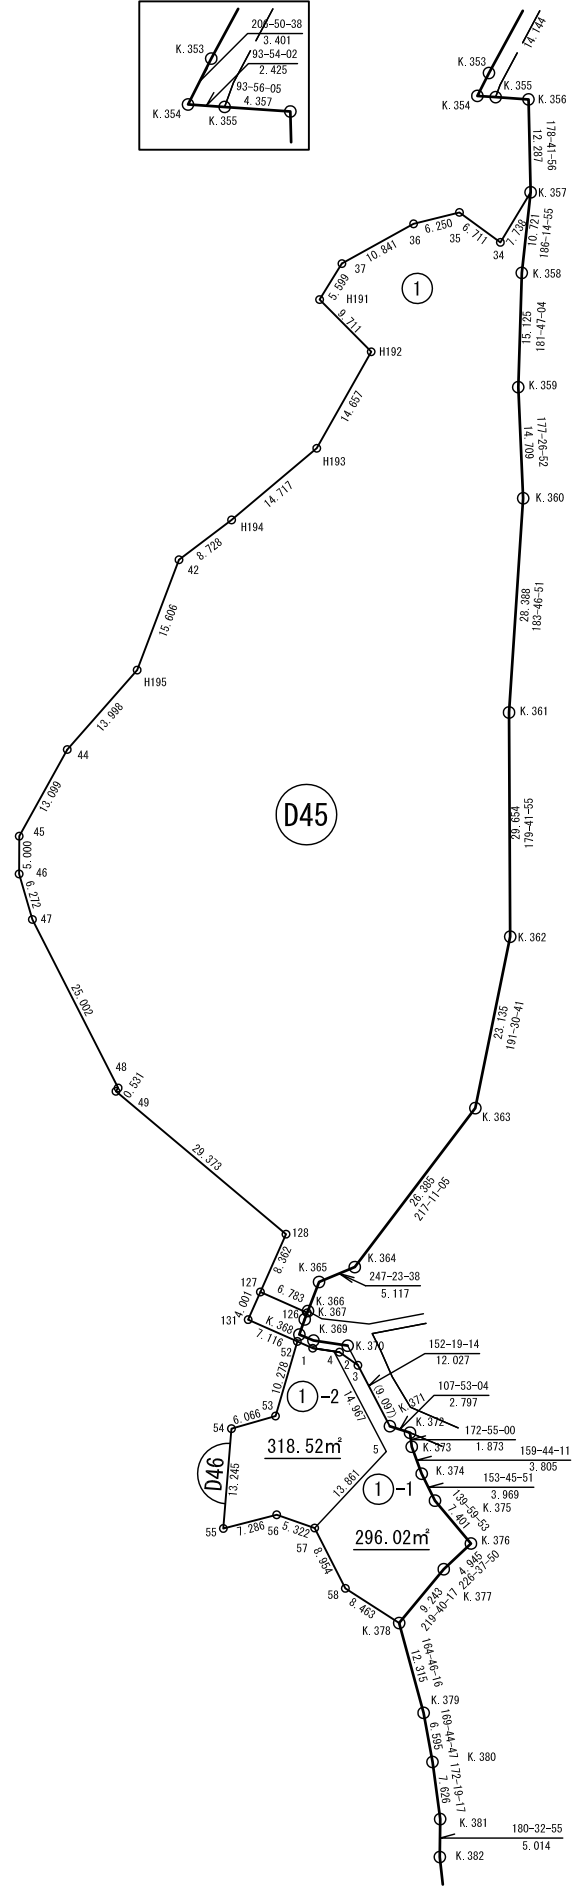 206-50-38
3.401
K.353
93-54-02
2.425
93-56-05
4.357
K.354
K.355
14.144
K.353
K.355
K.354
K.356
178-41-56
12.287
K.357
10.721
186-14-55
7.738
34
6.711
35
6.250
36
10.841
37
5.599
H191
1
9.711
H192
K.358
15.125
181-47-04
K.359
177-26-52
14.709
14.657
H193
14.717
K.360
H194
8.728
42
28.388
183-46-51
15.606
H195
13.998
K.361
44
13.099
D45
45
5.000
46
6.272
47
29.654
179-41-55
K.362
25.002
23.135
191-30-41
48
0.531
49
K.363
29.373
26.385
217-11-05
128
8.362
K.364
K.365
247-23-38
5.117
127
6.783
4.001
K.366
K.367
126
131
K.368
K.369
7.116
52
1
4
2
K.370
3
152-19-14
12.027
10.278
14.967
(9.097)
107-53-04
2.797
K.371
1-2
53
K.372
6.066
54
172-55-00
1.873
K.373
318.52㎡
5
159-44-11
3.805
D46
13.245
13.861
K.374
1-1
153-45-51
3.969
K.375
139-59-53
7.401
55
7.286
56
5.322
57
296.02㎡
K.376
4.945
226-37-50
8.954
K.377
9.243
219-40-17
58
8.463
K.378
164-46-16
12.315
K.379
169-44-47
6.595
K.380
172-19-17
7.626
K.381
180-32-55
5.014
K.382